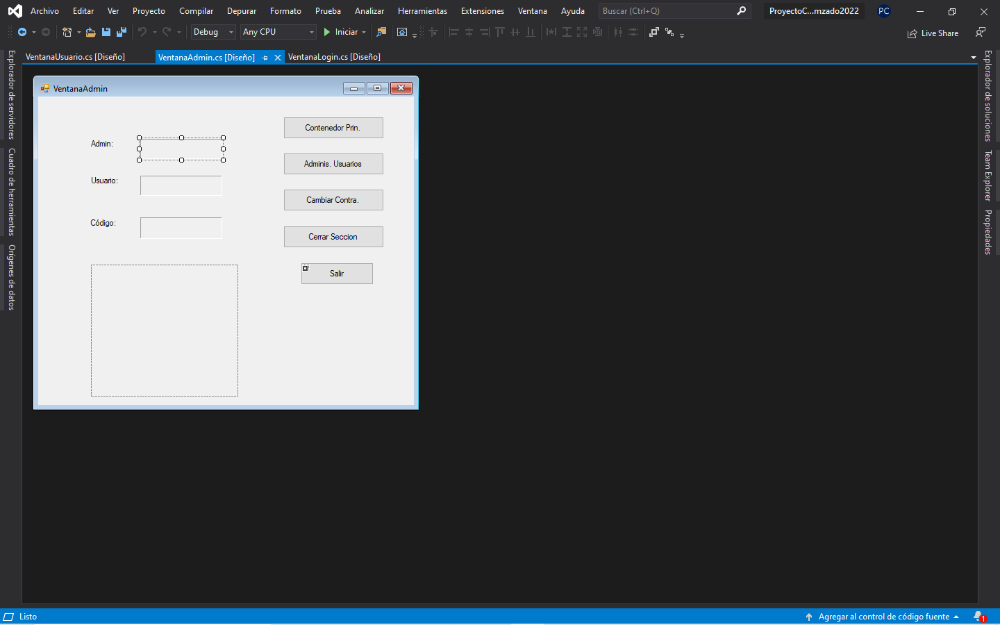 Archivo Editar Ver Proyecto Compilar Depurar Formato Prueba Analizar Herramientas Extensiones Ventana Ayuda Buscar (Ctrl+Q) ProyectoC...mzado2022 PC
Debug Any CPU Iniciar Live Share
VentanaUsuario.cs [Diseño] VentanaAdmin.cs [Diseño] VentanaLogin.cs [Diseño]
Explorador de servidores
Cuadro de herramientas
Orígenes de datos
VentanaAdmin
Admin:
Usuario:
Código:
Contenedor Prin.
Adminis. Usuarios
Cambiar Contra.
Cerrar Seccion
Salir
Explorador de soluciones
Team Explorer
Propiedades
Listo Agregar al control de código fuente 1